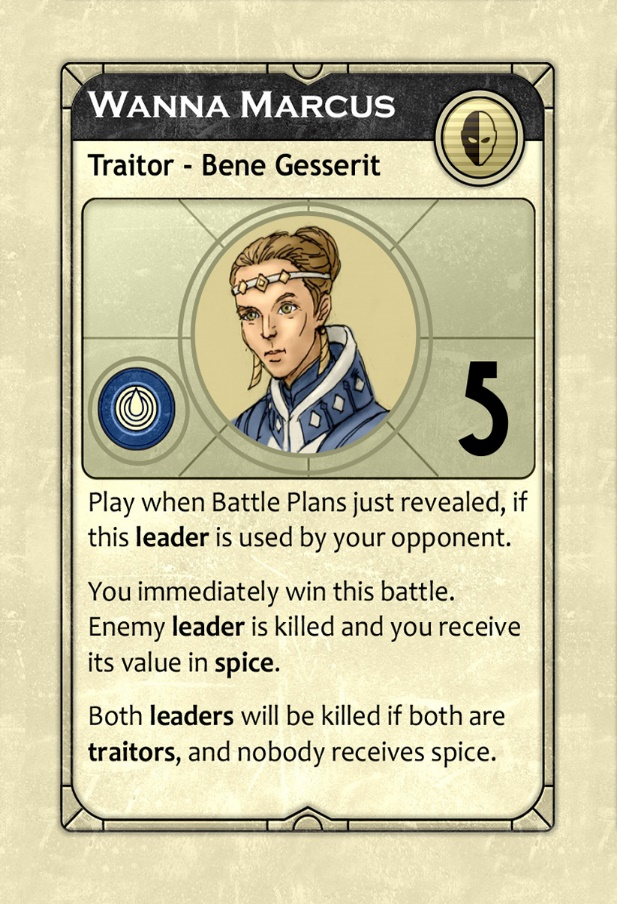 Wanna Marcus
Traitor - Bene Gesserit
5
Play when Battle Plans just revealed, if
this leader is used by your opponent.
You immediately win this battle.
Enemy leader is killed and you receive
its value in spice.
Both leaders will be killed if both are
traitors, and nobody receives spice.